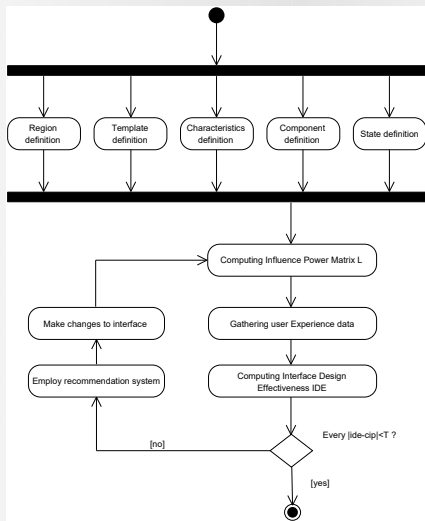 Region
definition
Template
definition
Characteristics
definition
Component
definition
State definition
Computing Influence Power Matrix L
Make changes to interface
Gathering user Experience data
Employ recommendation system
Computing Interface Design
Effectiveness IDE
Every |ide-cip|<T ?
[no]
[yes]